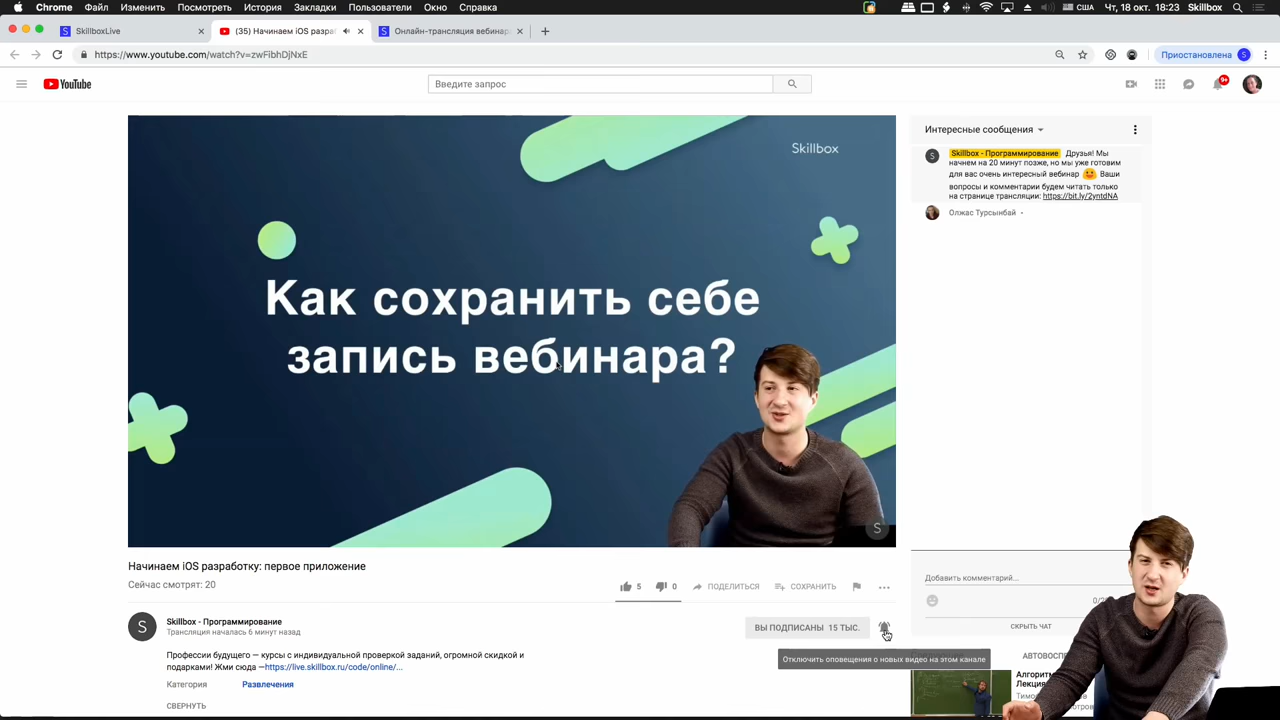 Chrome Файл Изменить Посмотреть История Закладки Пользователи Окно Справка США Чт, 18 окт. 18:23 Skillbox
SkillboxLive
(35) Начинаем iOS разраб
Онлайн-трансляция вебинар
https://www.youtube.com/watch?v=zwFibhDjNxE
Приостановлена S
YouTube
Введите запрос
9+
Skillbox
Как сохранить себе
запись вебинара?
S
Интересные сообщения
S
Skillbox - Программирование Друзья! Мы
начнем на 20 минут позже, но мы уже готовим
для вас очень интересный вебинар Ваши
вопросы и комментарии будем читать только
на странице трансляции: https://bit.ly/2yntdNA
Олжас Турсынбай
Начинаем iOS разработку: первое приложение
Сейчас смотрят: 20
5 0 ПОДЕЛИТЬСЯ СОХРАНИТЬ
S
Skillbox - Программирование
Трансляция началась 6 минут назад
ВЫ ПОДПИСАНЫ 15 ТЫС.
Отключить оповещения о новых видео на этом канале
Профессии будущего — курсы с индивидуальной проверкой заданий, огромной скидкой и
подарками! Жми сюда —https://live.skillbox.ru/code/online/...
Категория Развлечения
СВЕРНУТЬ
Добавить комментарий...
СКРЫТЬ ЧАТ